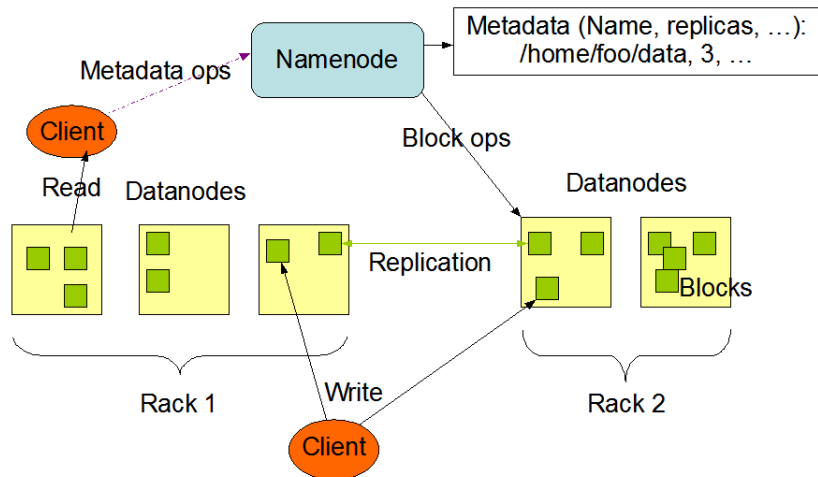 Metadata (Name, replicas, …):
/home/foo/data, 3, …
Namenode
Metadata ops
Client
Block ops
Read
Datanodes
Datanodes
Replication
Blocks
Rack 1
Write
Rack 2
Client